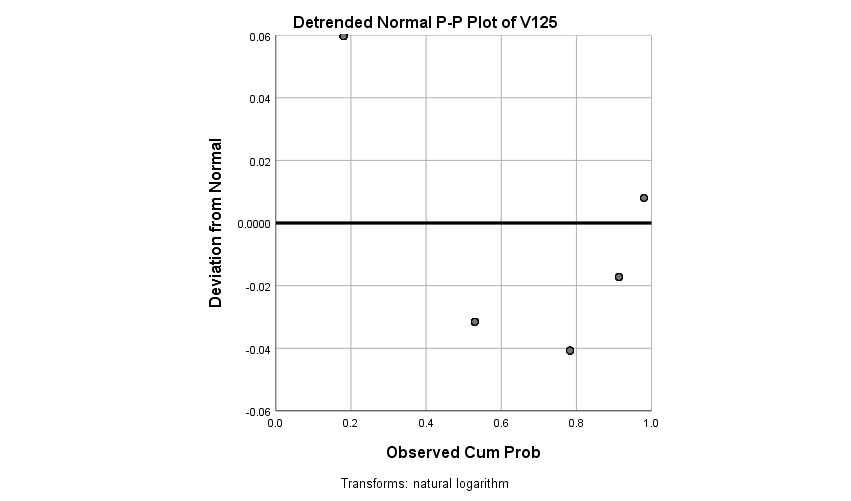 Detrended Normal P-P Plot of V125
Deviation from Normal
0.06
0.04
0.02
0.0000
-0.02
-0.04
-0.06
0.0 0.2 0.4 0.6 0.8 1.0
Observed Cum Prob
Transforms: natural logarithm